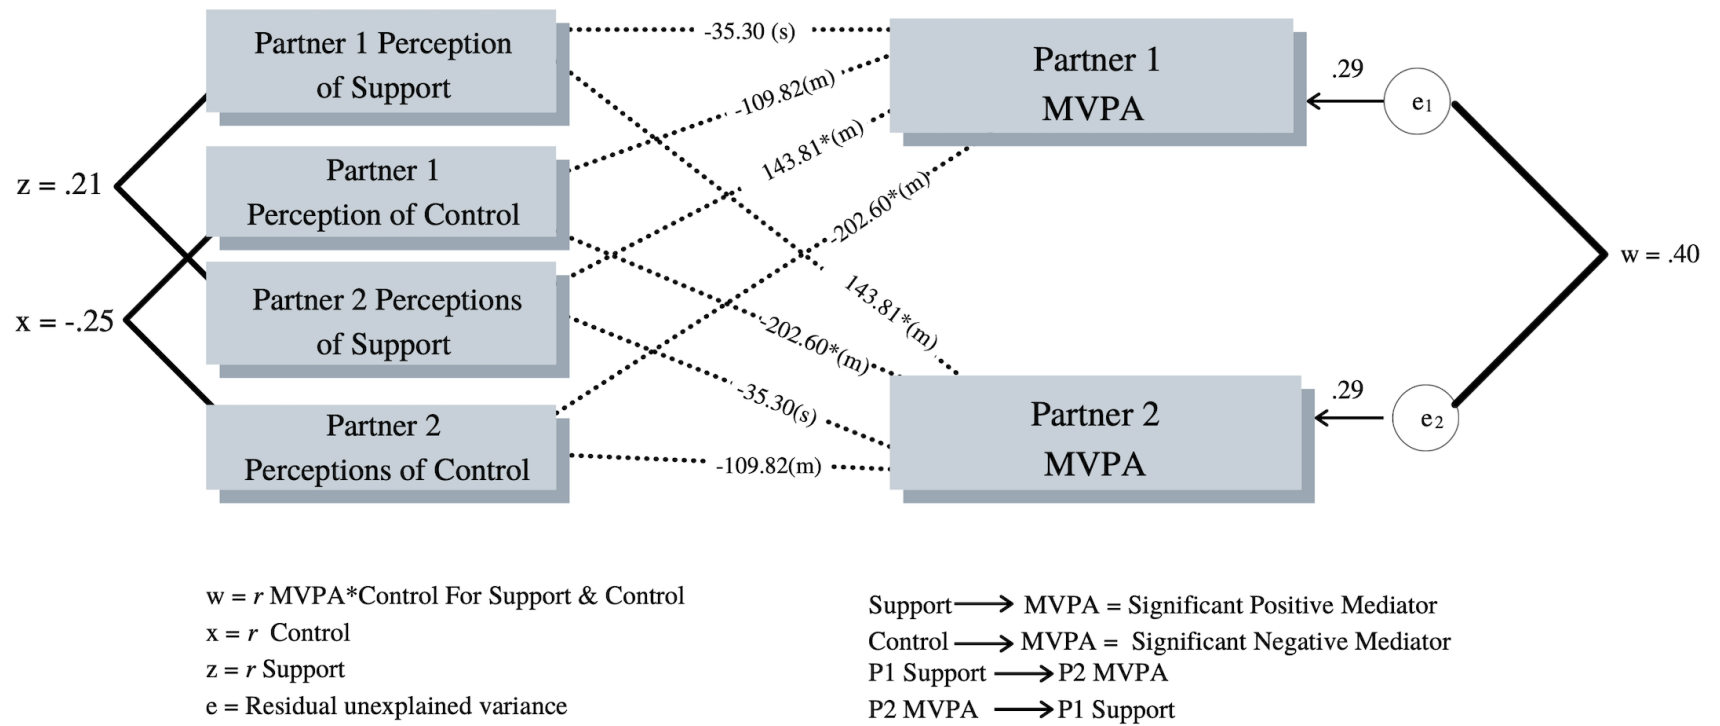 Partner 1 Perception
of Support
Partner 1
Perception of Control
Partner 2 Perceptions
of Support
Partner 2
Perceptions of Control
z = .21
x = -.25
-35.30 (s)
-109.82(m)
143.81*(m)
-202.60*(m)
143.81*(m)
-202.60*(m)
-35.30(s)
-109.82(m)
Partner 1
MVPA
Partner 2
MVPA
.29
e1
.29
e2
w = .40
w = r MVPA*Control For Support & Control
x = r Control
z = r Support
e = Residual unexplained variance
Support → MVPA = Significant Positive Mediator
Control → MVPA = Significant Negative Mediator
P1 Support → P2 MVPA
P2 MVPA → P1 Support